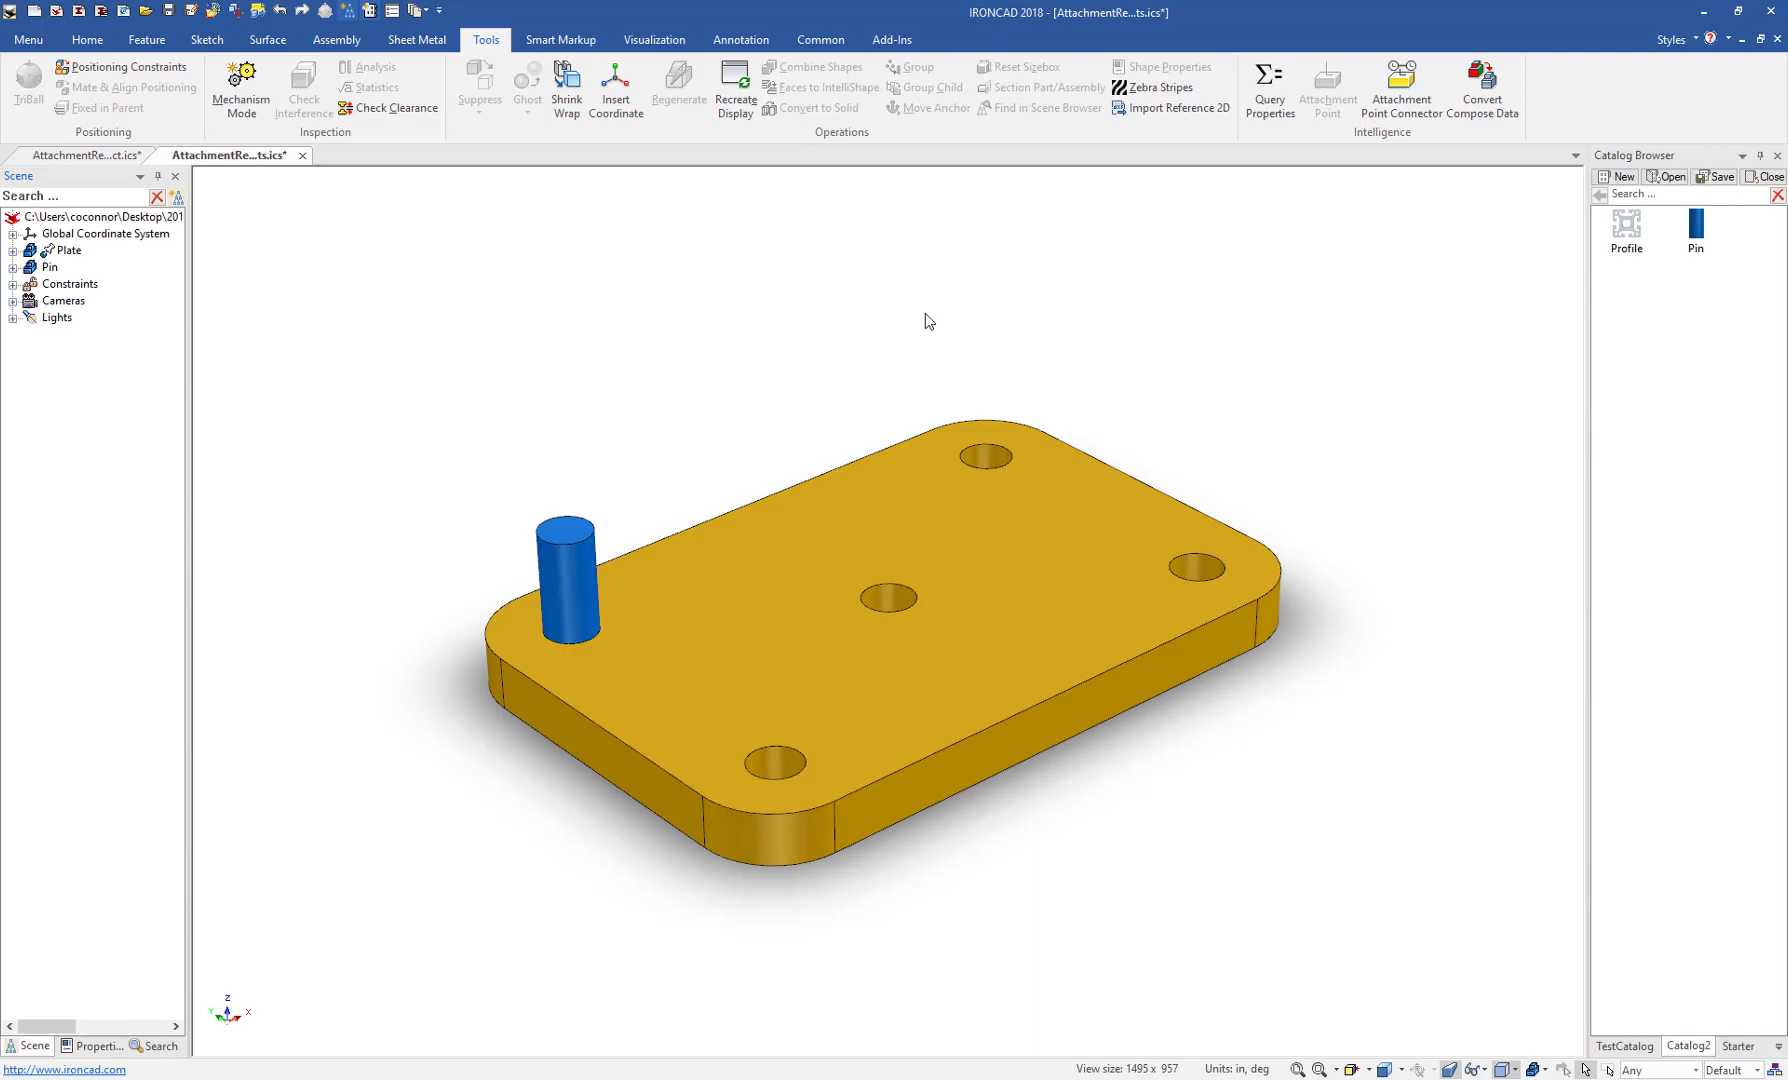 IRONCAD 2018 - [AttachmentRe...ts.ics*]
Menu Home Feature Sketch Surface Assembly Sheet Metal Tools Smart Markup Visualization Annotation Common Add-Ins Styles
TriBall
Positioning Constraints
Mate & Align Positioning
Fixed in Parent
Positioning
Mechanism Mode
Check Interference
Analysis
Statistics
Check Clearance
Inspection
Suppress
Ghost
Shrink Wrap
Insert Coordinate
Regenerate
Recreate Display
Combine Shapes
Faces to IntelliShape
Convert to Solid
Group
Group Child
Move Anchor
Reset Sizebox
Section Part/Assembly
Find in Scene Browser
Shape Properties
Zebra Stripes
Import Reference 2D
Operations
Query Properties
Attachment Point
Attachment Point Connector
Convert Compose Data
Intelligence
AttachmentRe...ct.ics* AttachmentRe...ts.ics*
Scene
Search ...
C:\Users\coconnor\Desktop\201
Global Coordinate System
Plate
Pin
Constraints
Cameras
Lights
Z
Y X
Scene Properti... Search
Catalog Browser
New Open Save Close
Search ...
Profile Pin
TestCatalog Catalog2 Starter
http://www.ironcad.com
View size: 1495 x 957 Units: in, deg Any Default